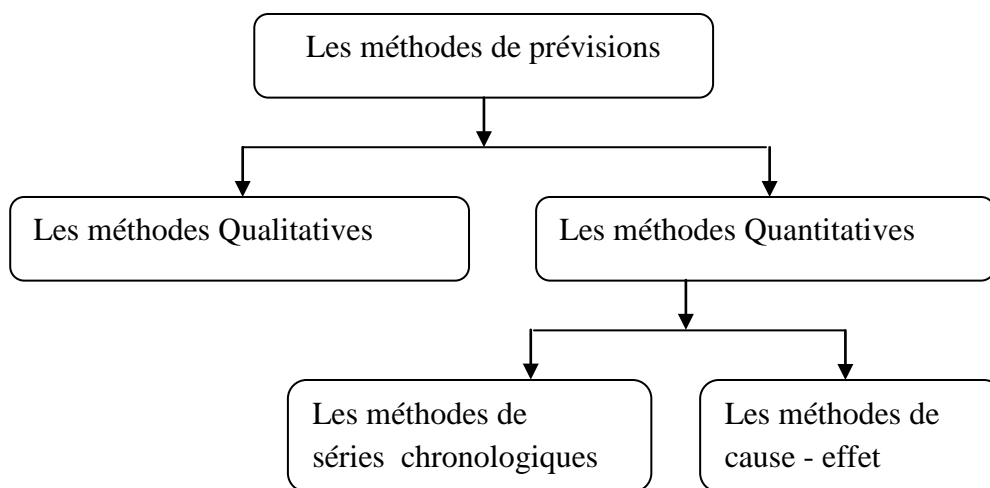 Les méthodes de prévisions
Les méthodes Qualitatives
Les méthodes Quantitatives
Les méthodes de
séries chronologiques
Les méthodes de
cause - effet